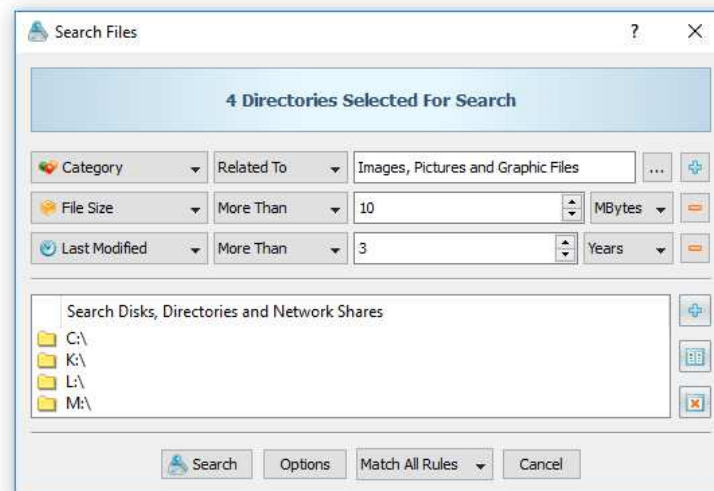 Search Files ?
4 Directories Selected For Search
Category Related To Images, Pictures and Graphic Files ...
File Size More Than 10 MBytes
Last Modified More Than 3 Years
Search Disks, Directories and Network Shares
C:\
K:\
L:\
M:\
Search Options Match All Rules Cancel